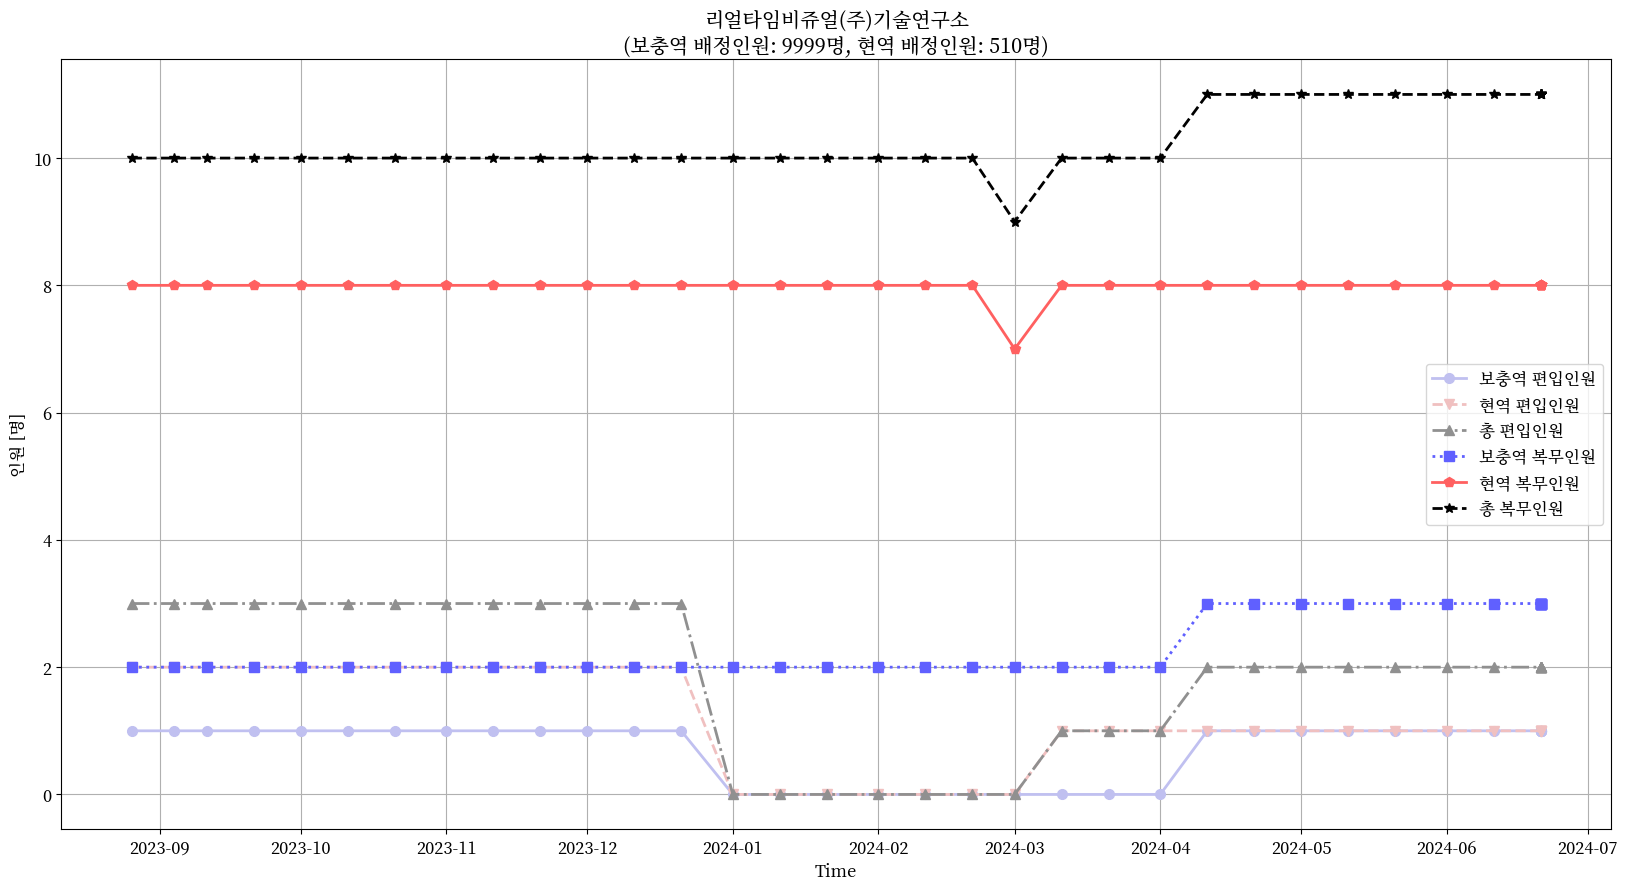 리얼타임비쥬얼(주)기술연구소
(보충역 배정인원: 9999명, 현역 배정인원: 510명)
인원 [명]
10
8
6
4
2
0
보충역 편입인원
현역 편입인원
총 편입인원
보충역 복무인원
현역 복무인원
총 복무인원
2023-09
2023-10
2023-11
2023-12
2024-01
2024-02
2024-03
2024-04
2024-05
2024-06
2024-07
Time